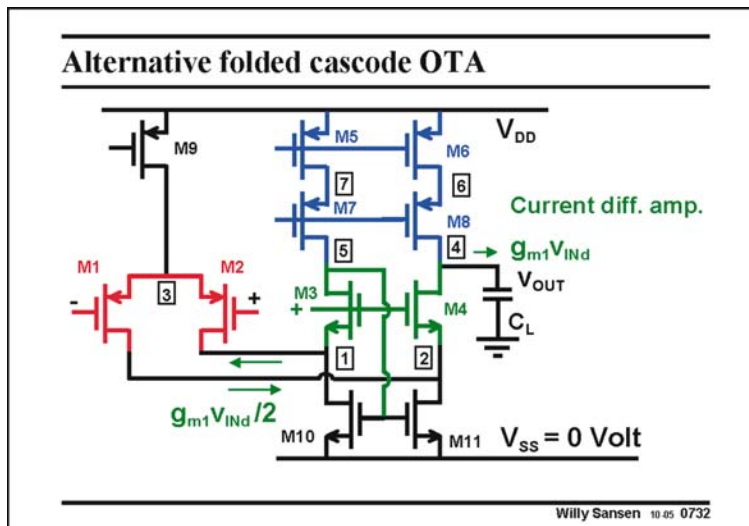 Alternative folded cascode OTA
M9
M5
M6
VDD
7
6
M7
M8
Current diff. amp.
5
4
gm1vINd
M1
M2
3
VOUT
-
+
M3
+
M4
CL
1
2
gm1vINd/2
M10
M11
VSS = 0 Volt
Willy Sansen 10-05 0732